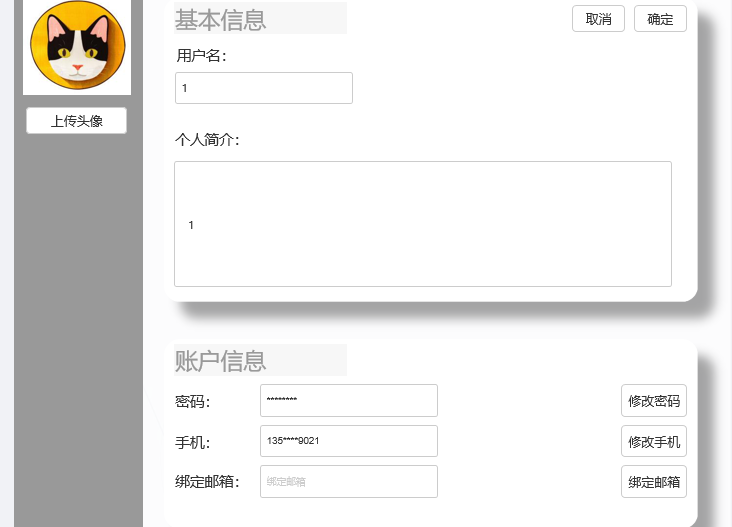 基本信息
取消
确定
用户名：
1
上传头像
个人简介：
1
账户信息
密码：
********
修改密码
手机：
135****9021
修改手机
绑定邮箱：
绑定邮箱
绑定邮箱